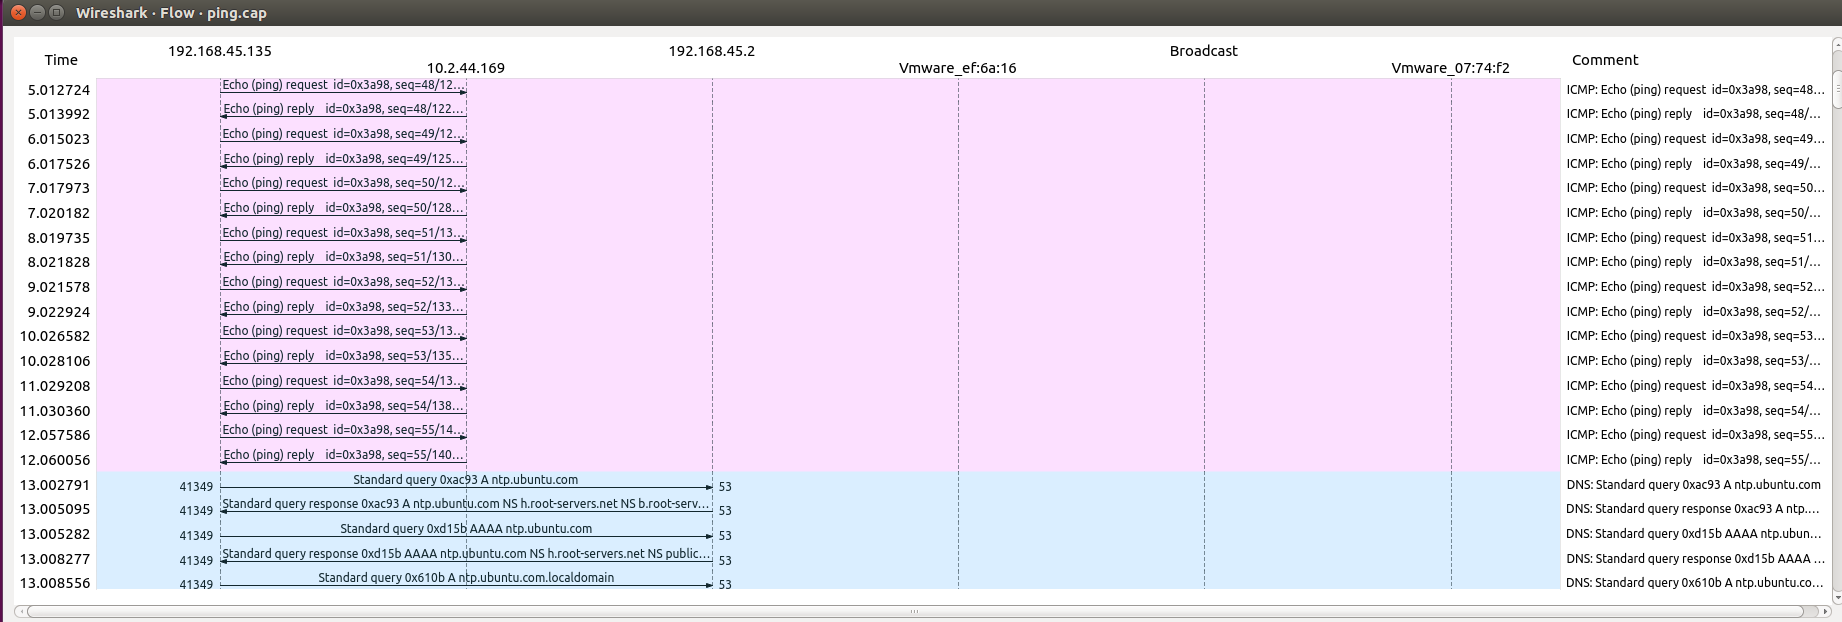 Wireshark · Flow · ping.cap
192.168.45.135 192.168.45.2 Broadcast
Time 10.2.44.169 Vmware_ef:6a:16 Vmware_07:74:f2 Comment
5.012724 Echo (ping) request id=0x3a98, seq=48/12... ICMP: Echo (ping) request id=0x3a98, seq=48...
5.013992 Echo (ping) reply id=0x3a98, seq=48/122... ICMP: Echo (ping) reply id=0x3a98, seq=48/...
6.015023 Echo (ping) request id=0x3a98, seq=49/12... ICMP: Echo (ping) request id=0x3a98, seq=49...
6.017526 Echo (ping) reply id=0x3a98, seq=49/125... ICMP: Echo (ping) reply id=0x3a98, seq=49/...
7.017973 Echo (ping) request id=0x3a98, seq=50/12... ICMP: Echo (ping) request id=0x3a98, seq=50...
7.020182 Echo (ping) reply id=0x3a98, seq=50/128... ICMP: Echo (ping) reply id=0x3a98, seq=50/...
8.019735 Echo (ping) request id=0x3a98, seq=51/13... ICMP: Echo (ping) request id=0x3a98, seq=51...
8.021828 Echo (ping) reply id=0x3a98, seq=51/130... ICMP: Echo (ping) reply id=0x3a98, seq=51/...
9.021578 Echo (ping) request id=0x3a98, seq=52/13... ICMP: Echo (ping) request id=0x3a98, seq=52...
9.022924 Echo (ping) reply id=0x3a98, seq=52/133... ICMP: Echo (ping) reply id=0x3a98, seq=52/...
10.026582 Echo (ping) request id=0x3a98, seq=53/13... ICMP: Echo (ping) request id=0x3a98, seq=53...
10.028106 Echo (ping) reply id=0x3a98, seq=53/135... ICMP: Echo (ping) reply id=0x3a98, seq=53/...
11.029208 Echo (ping) request id=0x3a98, seq=54/13... ICMP: Echo (ping) request id=0x3a98, seq=54...
11.030360 Echo (ping) reply id=0x3a98, seq=54/138... ICMP: Echo (ping) reply id=0x3a98, seq=54/...
12.057586 Echo (ping) request id=0x3a98, seq=55/14... ICMP: Echo (ping) request id=0x3a98, seq=55...
12.060056 Echo (ping) reply id=0x3a98, seq=55/140... ICMP: Echo (ping) reply id=0x3a98, seq=55/...
13.002791 41349 Standard query 0xac93 A ntp.ubuntu.com 53 DNS: Standard query 0xac93 A ntp.ubuntu.com
13.005095 41349 Standard query response 0xac93 A ntp.ubuntu.com NS h.root-servers.net NS b.root-serv... 53 DNS: Standard query response 0xac93 A ntp....
13.005282 41349 Standard query 0xd15b AAAA ntp.ubuntu.com 53 DNS: Standard query 0xd15b AAAA ntp.ubun...
13.008277 41349 Standard query response 0xd15b AAAA ntp.ubuntu.com NS h.root-servers.net NS public... 53 DNS: Standard query response 0xd15b AAAA ...
13.008556 41349 Standard query 0x610b A ntp.ubuntu.com.localdomain 53 DNS: Standard query 0x610b A ntp.ubuntu.co...